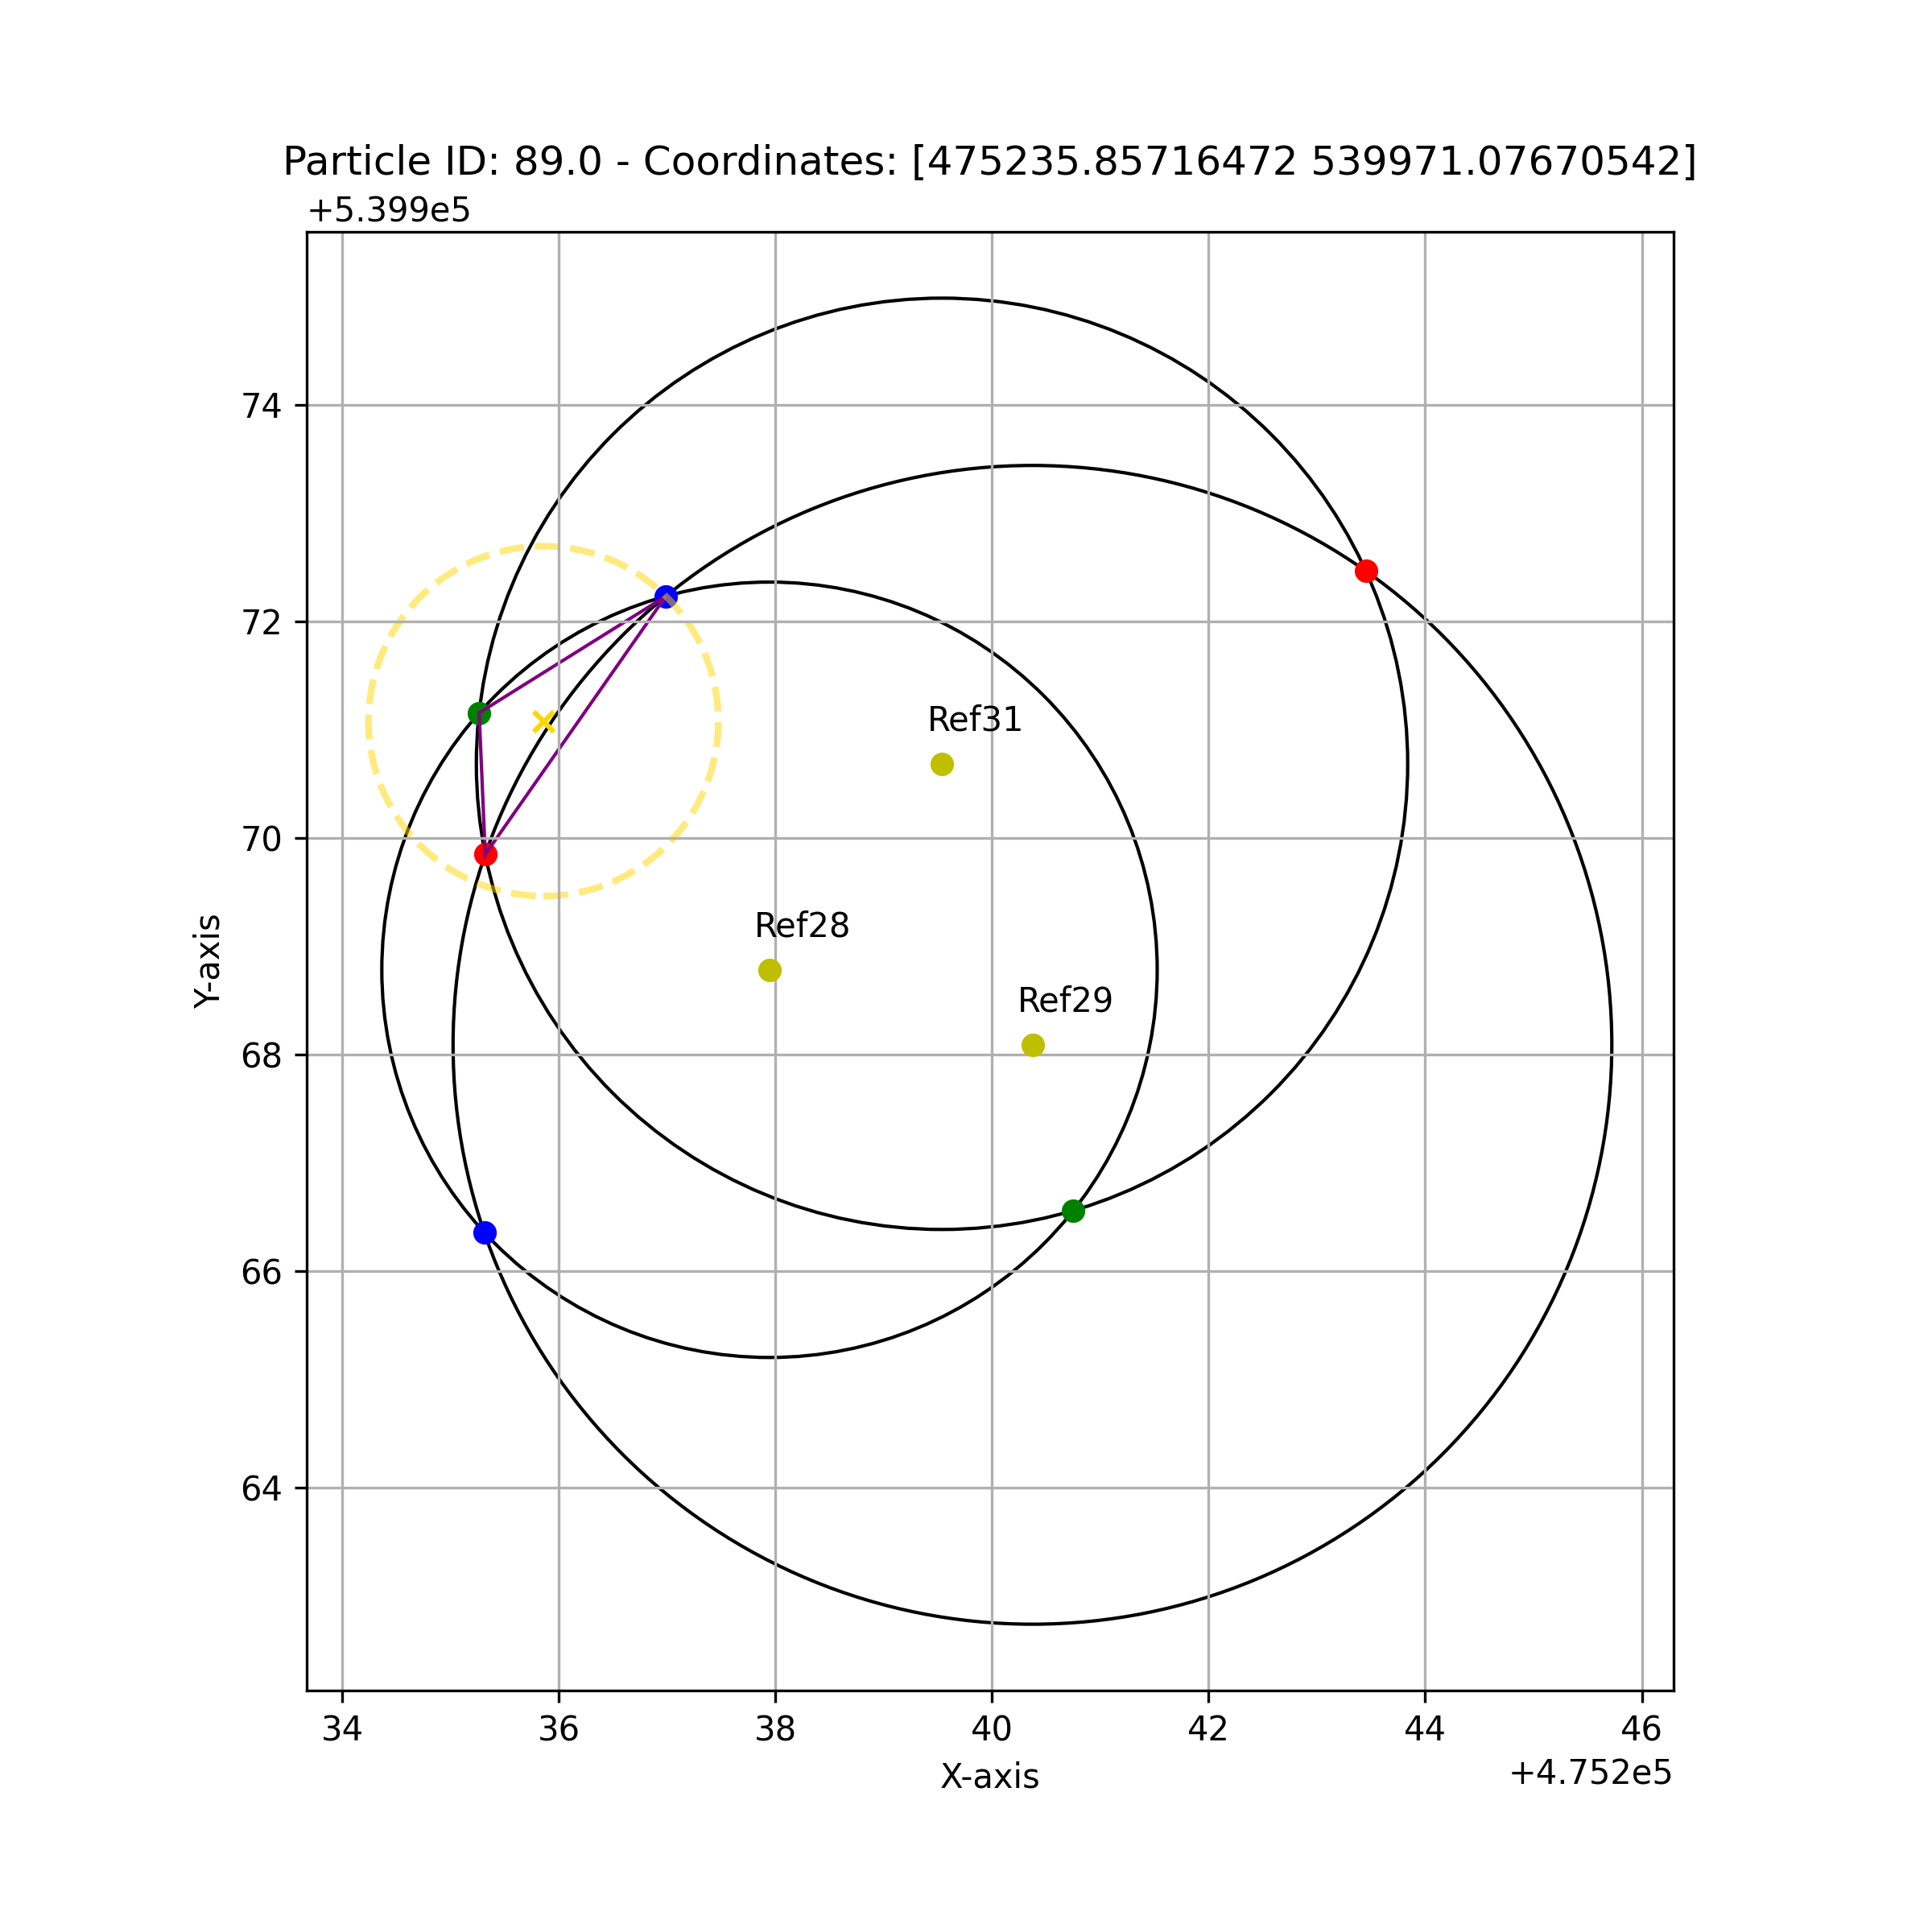 Particle ID: 89.0 - Coordinates: [475235.85716472 539971.07670542]
+5.399e5
74
72
70
68
66
64
Y-axis
Ref31
Ref28
Ref29
34 36 38 40 42 44 46
X-axis
+4.752e5